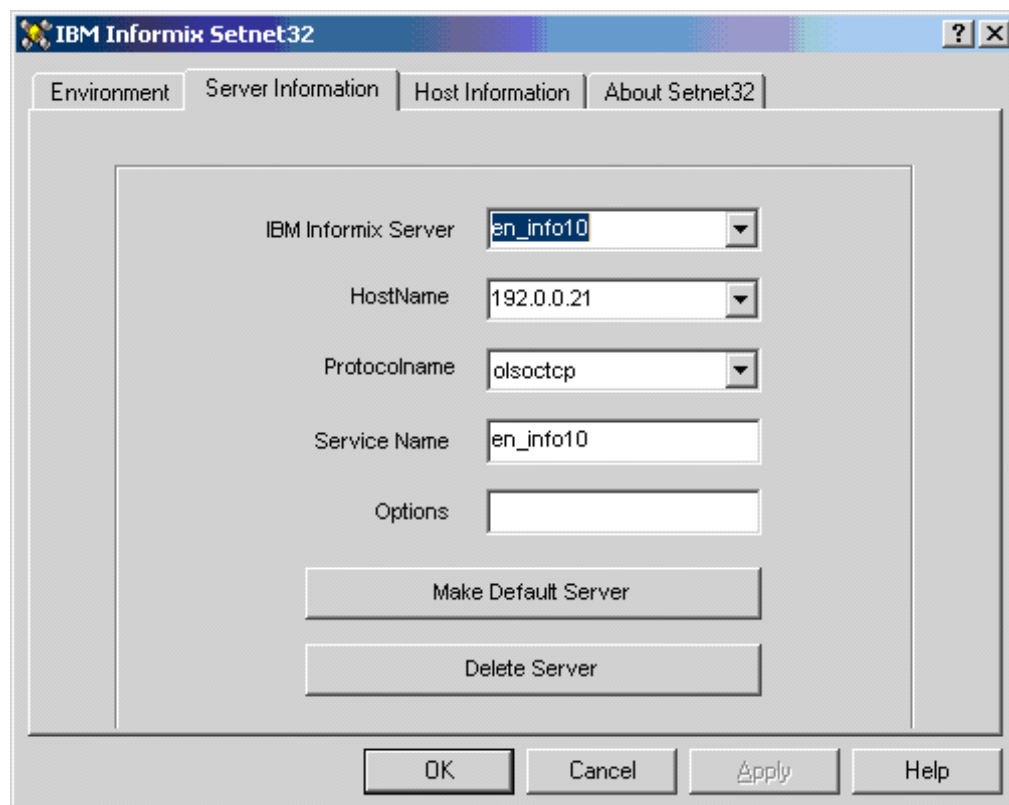 IBM Informix Setnet32
Environment Server Information Host Information About Setnet32
IBM Informix Server en_info10
HostName 192.0.0.21
Protocolname olsoctcp
Service Name en_info10
Options
Make Default Server
Delete Server
OK Cancel Apply Help